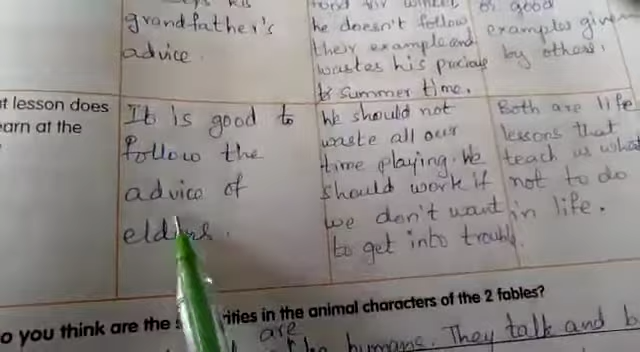 grandfather's
advice.
he doesn't follow
their example and
wastes his precious
summer time.
of good
examples given
by others.
t lesson does
earn at the
It is good to
follow the
advice of
elders.
We should not
waste all our
time playing. We
should work if
we don't want
to get into trouble.
Both are life
lessons that
teach us what
not to do
in life.
o you think are the rities in the animal characters of the 2 fables?
are
humans. They talk and b